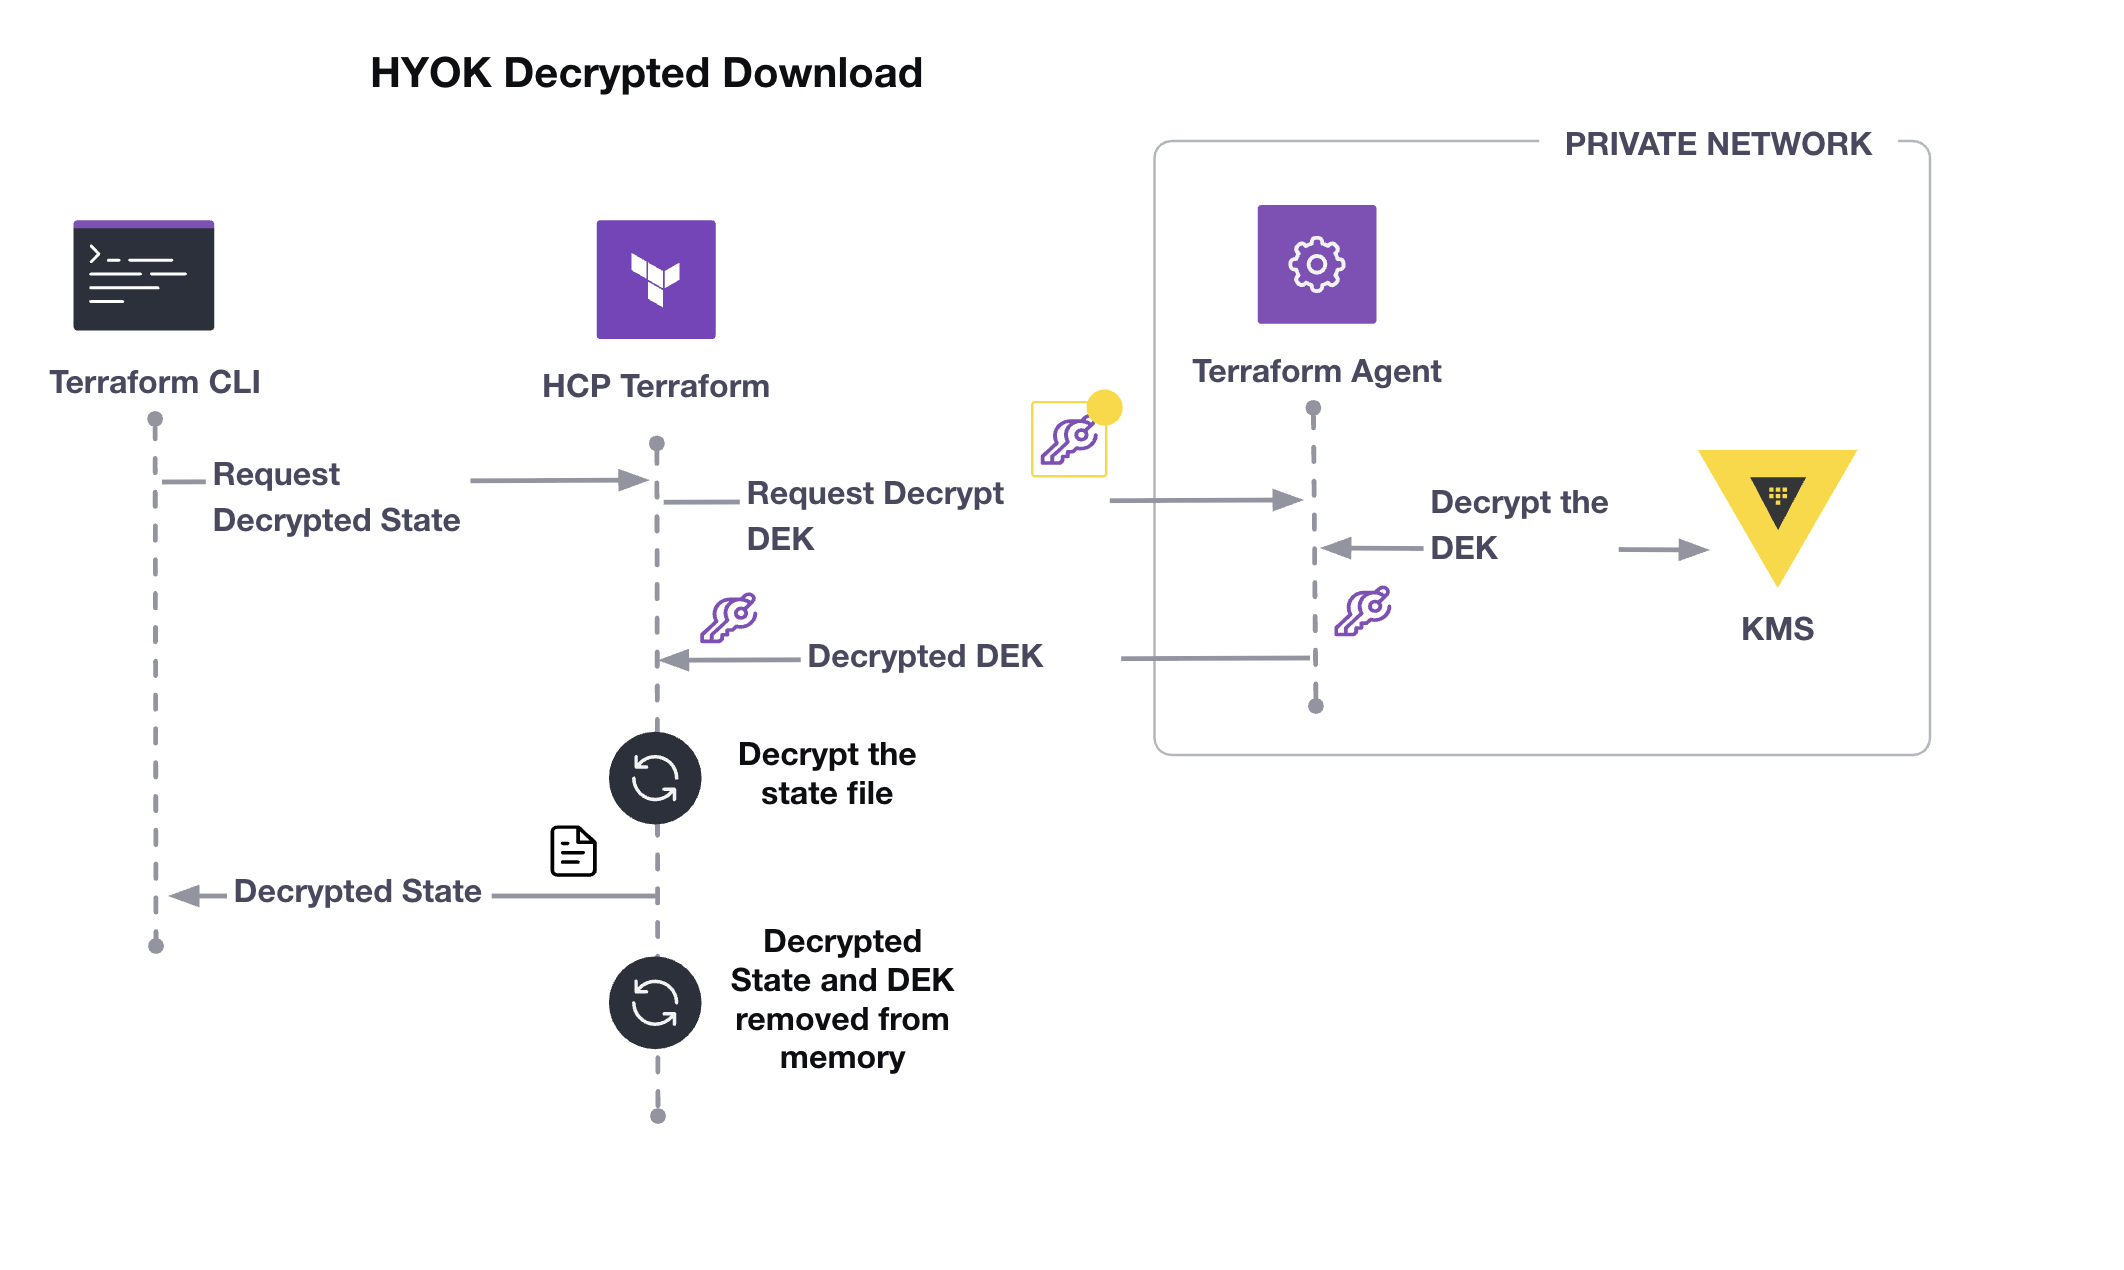 HYOK Decrypted Download
PRIVATE NETWORK
Terraform CLI
HCP Terraform
Terraform Agent
Request
Decrypted State
Request Decrypt
DEK
Decrypt the
DEK
KMS
Decrypted DEK
Decrypt the
state file
Decrypted State
Decrypted
State and DEK
removed from
memory